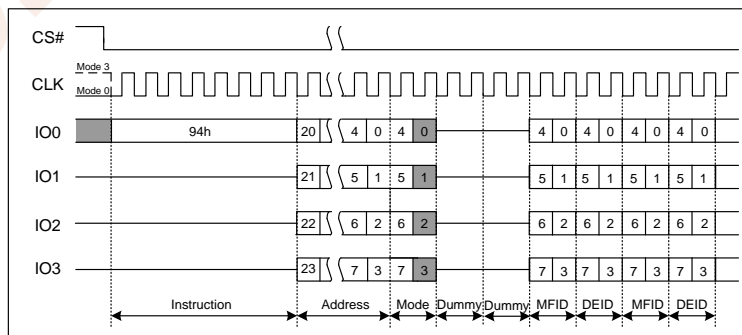 CS#
CLK Mode 3 Mode 0
IO0 94h 20 4 0 4 0 4 0 4 0 4 0 4 0
IO1 21 5 1 5 1 5 1 5 1 5 1 5 1
IO2 22 6 2 6 2 6 2 6 2 6 2 6 2
IO3 23 7 3 7 3 7 3 7 3 7 3 7 3
Instruction Address Mode Dummy Dummy MFID DEID MFID DEID